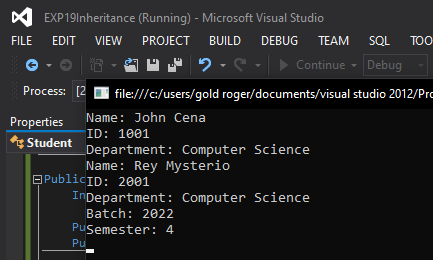 EXP19Inheritance (Running) - Microsoft Visual Studio
FILE EDIT VIEW PROJECT BUILD DEBUG TEAM SQL TOO
Continue Debug
Process: [2
file:///c:/users/gold roger/documents/visual studio 2012/Pro
Properties
Student
Public
In
Pu
Pu
Name: John Cena
ID: 1001
Department: Computer Science
Name: Rey Mysterio
ID: 2001
Department: Computer Science
Batch: 2022
Semester: 4